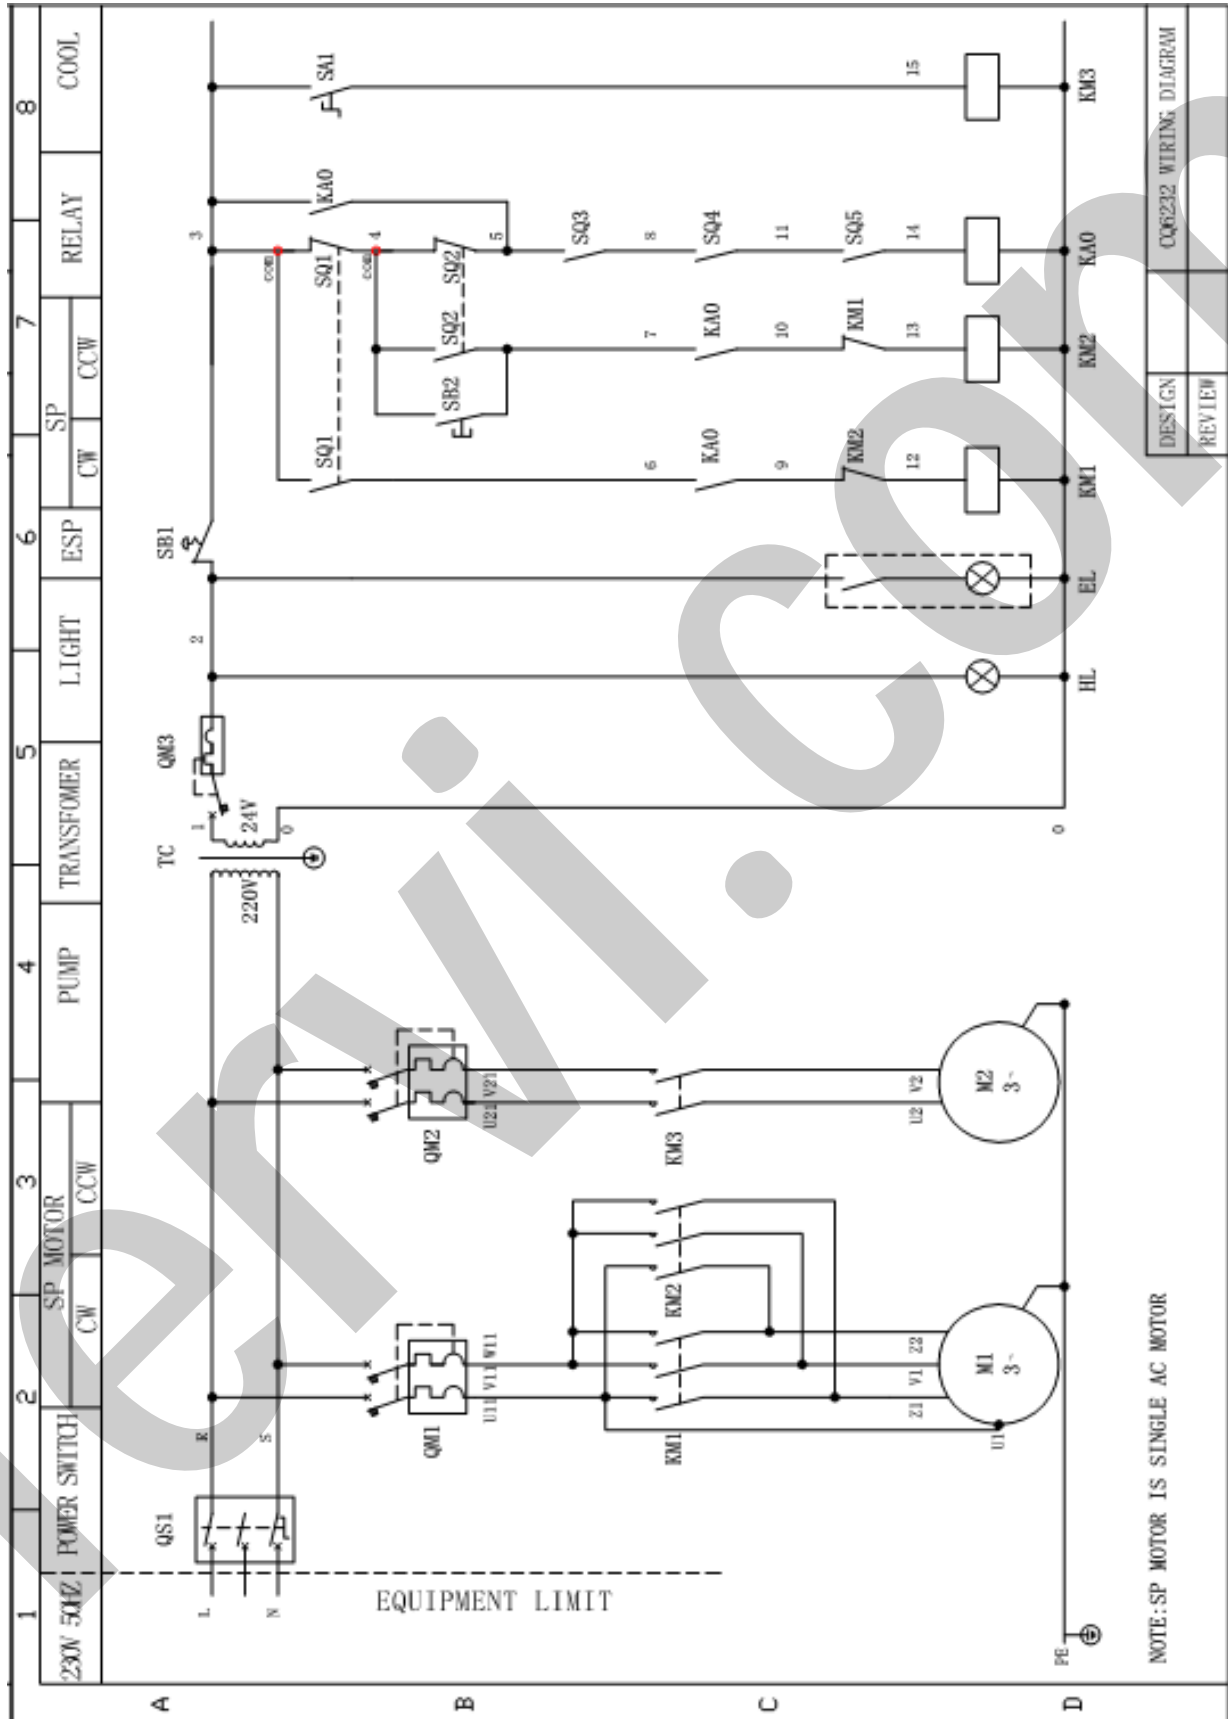 1 2 3 4 5 6 7 8
230V 50HZ POWER SWITCH SP MOTOR PUMP TRANSFOMER LIGHT ESP SP RELAY COOL
CW CCW CW CCW
A
B
C
D
QS1 TC QM3 SB1
L R 1 2 3
N S
220V 24V 0
SQ1 SQ1 KA0 SA1
com com 4
EQUIPMENT LIMIT
QM1 QM2 SB2 SQ2 SQ2 5
U11 V11 W11 U21 V21
SQ3
6 7 8
KM1 KM2 KM3 KA0 KA0 SQ4
9 10 11
KM2 KM1 SQ5
Z1 V1 Z2 U2 V2 12 13 14 15
U1 M1 3~ M2 3~
PE 0 HL EL KM1 KM2 KA0 KM3
NOTE:SP MOTOR IS SINGLE AC MOTOR
DESIGN CQ6232 WIRING DIAGRAM
REVIEW
ervi.com